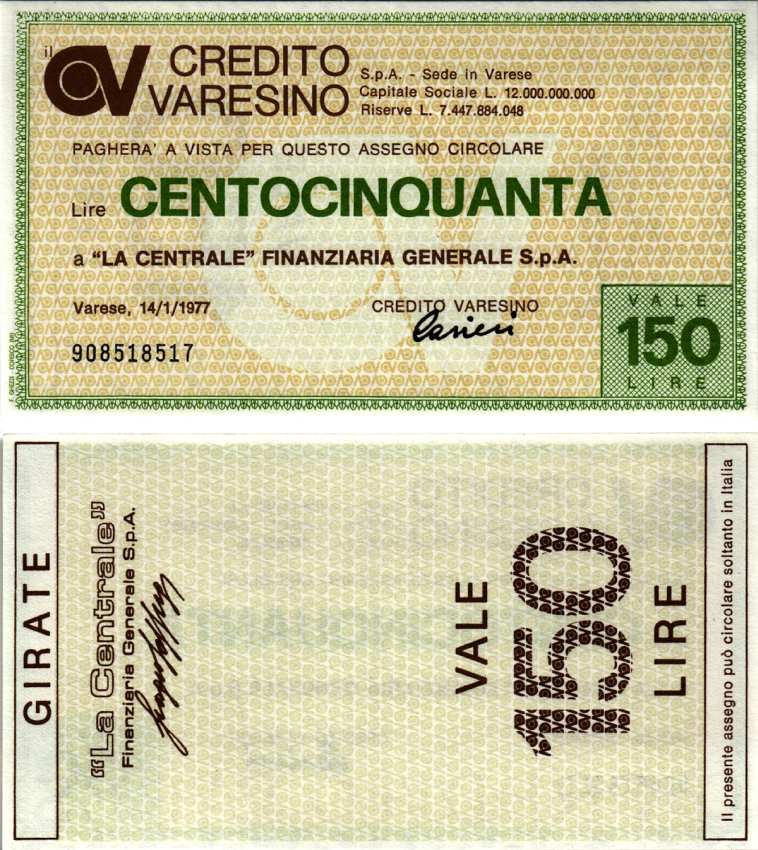 il CREDITO
VARESINO
S.p.A. - Sede in Varese
Capitale Sociale L. 12.000.000.000
Riserve L. 7.447.884.048
PAGHERA' A VISTA PER QUESTO ASSEGNO CIRCOLARE
Lire CENTOCINQUANTA
a "LA CENTRALE" FINANZIARIA GENERALE S.p.A.
Varese, 14/1/1977
CREDITO VARESINO
908518517
VALE
150
LIRE
GIRATE
"La Centrale"
Finanziaria Generale S.p.A.
VALE
150
LIRE
Il presente assegno può circolare soltanto in Italia